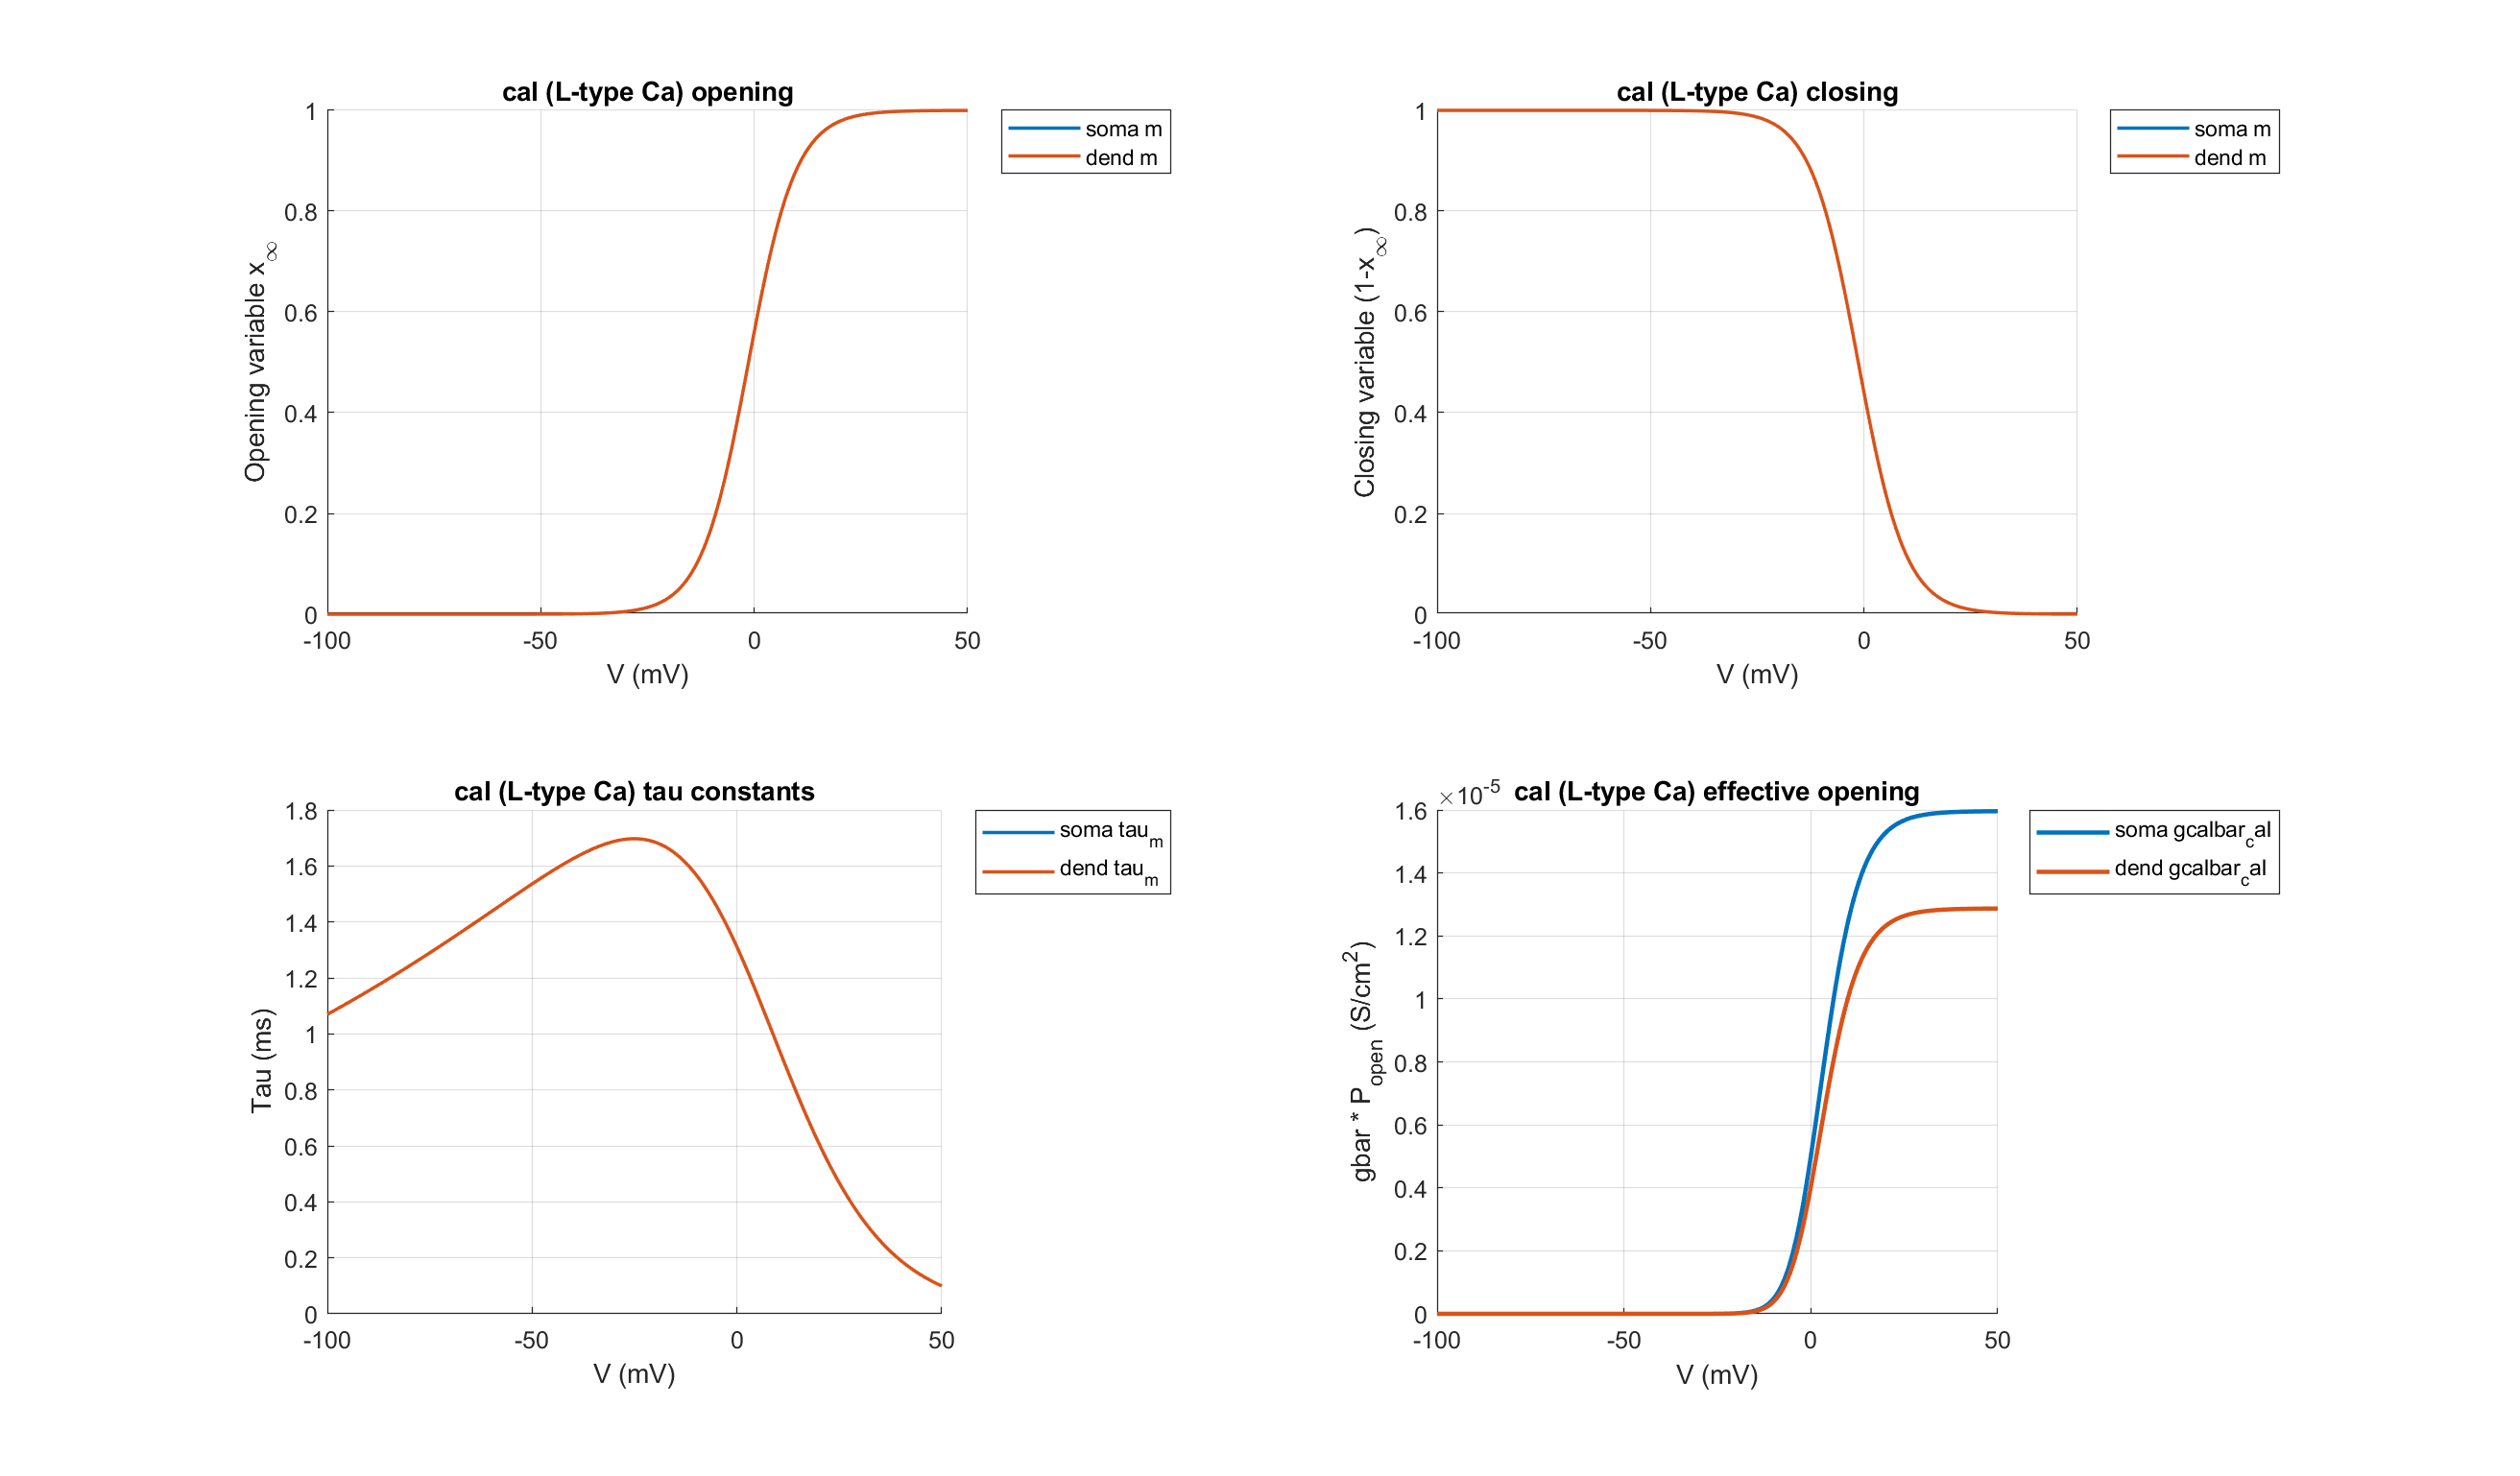 cal (L-type Ca) opening
1
0.8
0.6
0.4
0.2
0
-100
-50
0
50
V (mV)
Opening variable x∞
soma m
dend m
cal (L-type Ca) closing
1
0.8
0.6
0.4
0.2
0
-100
-50
0
50
V (mV)
Closing variable (1-x∞)
soma m
dend m
cal (L-type Ca) tau constants
1.8
1.6
1.4
1.2
1
0.8
0.6
0.4
0.2
0
-100
-50
0
50
V (mV)
Tau (ms)
soma tau_m
dend tau_m
×10^-5
cal (L-type Ca) effective opening
1.6
1.4
1.2
1
0.8
0.6
0.4
0.2
0
-100
-50
0
50
V (mV)
gbar * P_open (S/cm²)
soma gcalbar_cal
dend gcalbar_cal